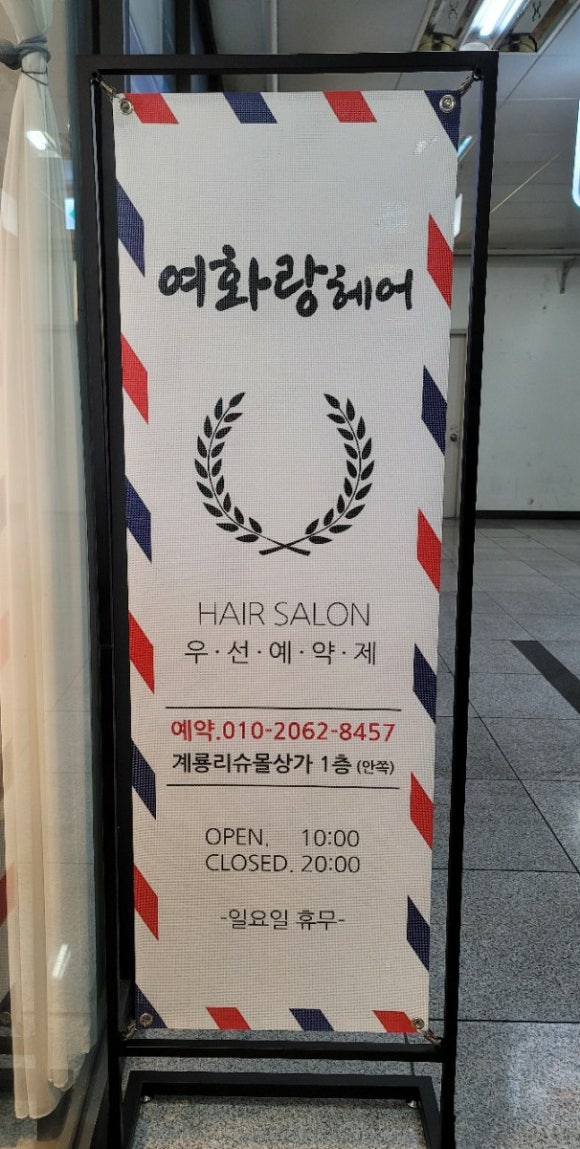 여화랑헤어
HAIR SALON
우·선·예·약·제
예약.010-2062-8457
계룡리슈몰상가 1층 (안쪽)
OPEN. 10:00
CLOSED. 20:00
-일요일 휴무-